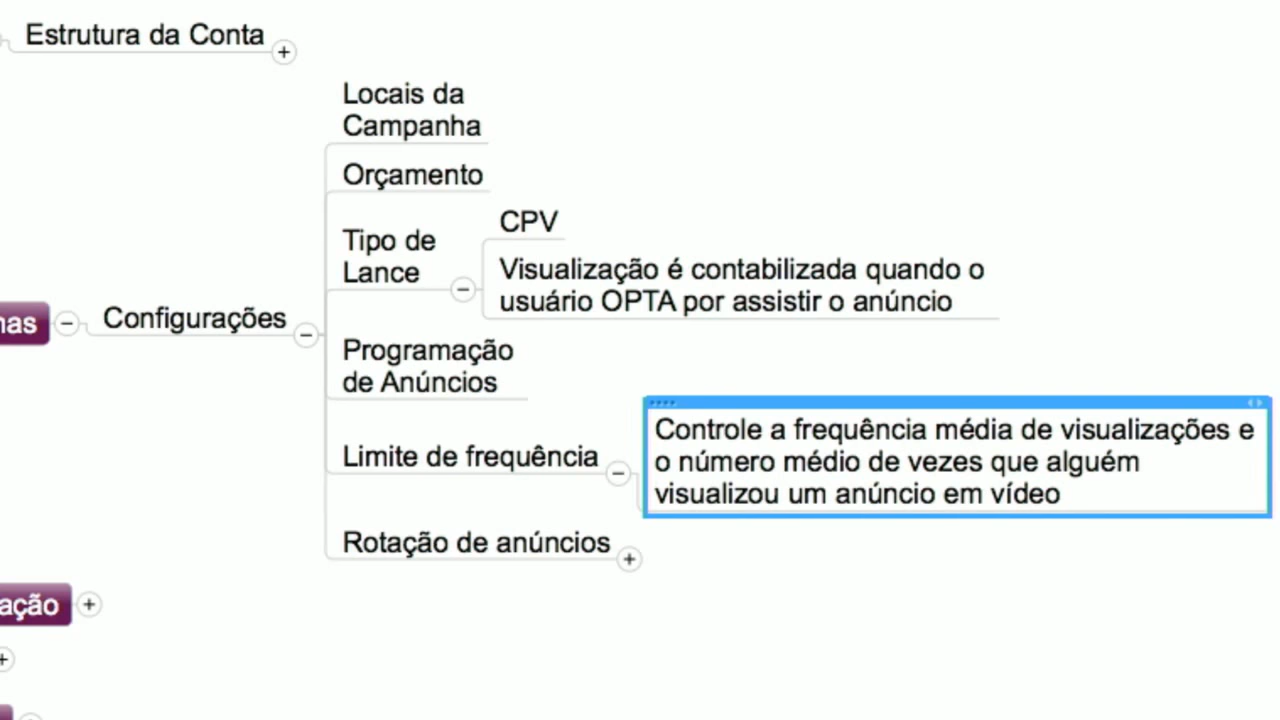 Estrutura da Conta
Locais da
Campanha
Orçamento
Tipo de
Lance
CPV
Visualização é contabilizada quando o
usuário OPTA por assistir o anúncio
nas
Configurações
Programação
de Anúncios
Limite de frequência
Controle a frequência média de visualizações e
o número médio de vezes que alguém
visualizou um anúncio em vídeo
Rotação de anúncios
ação